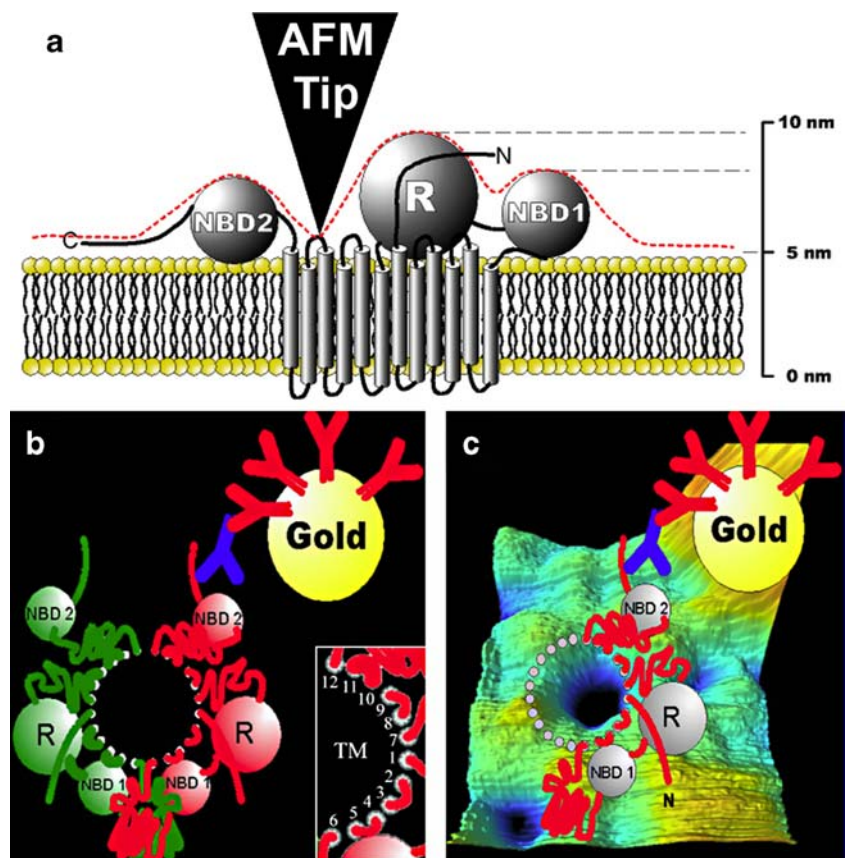 a
AFM
Tip
10 nm
N
R
NBD2
NBD1
C
5 nm
0 nm
b
Gold
NBD 2
NBD 2
R
R
NBD 1
NBD 1
12
11
10
9
8
7
TM
1
2
3
4
5
6
c
Gold
NBD 2
R
NBD 1
N